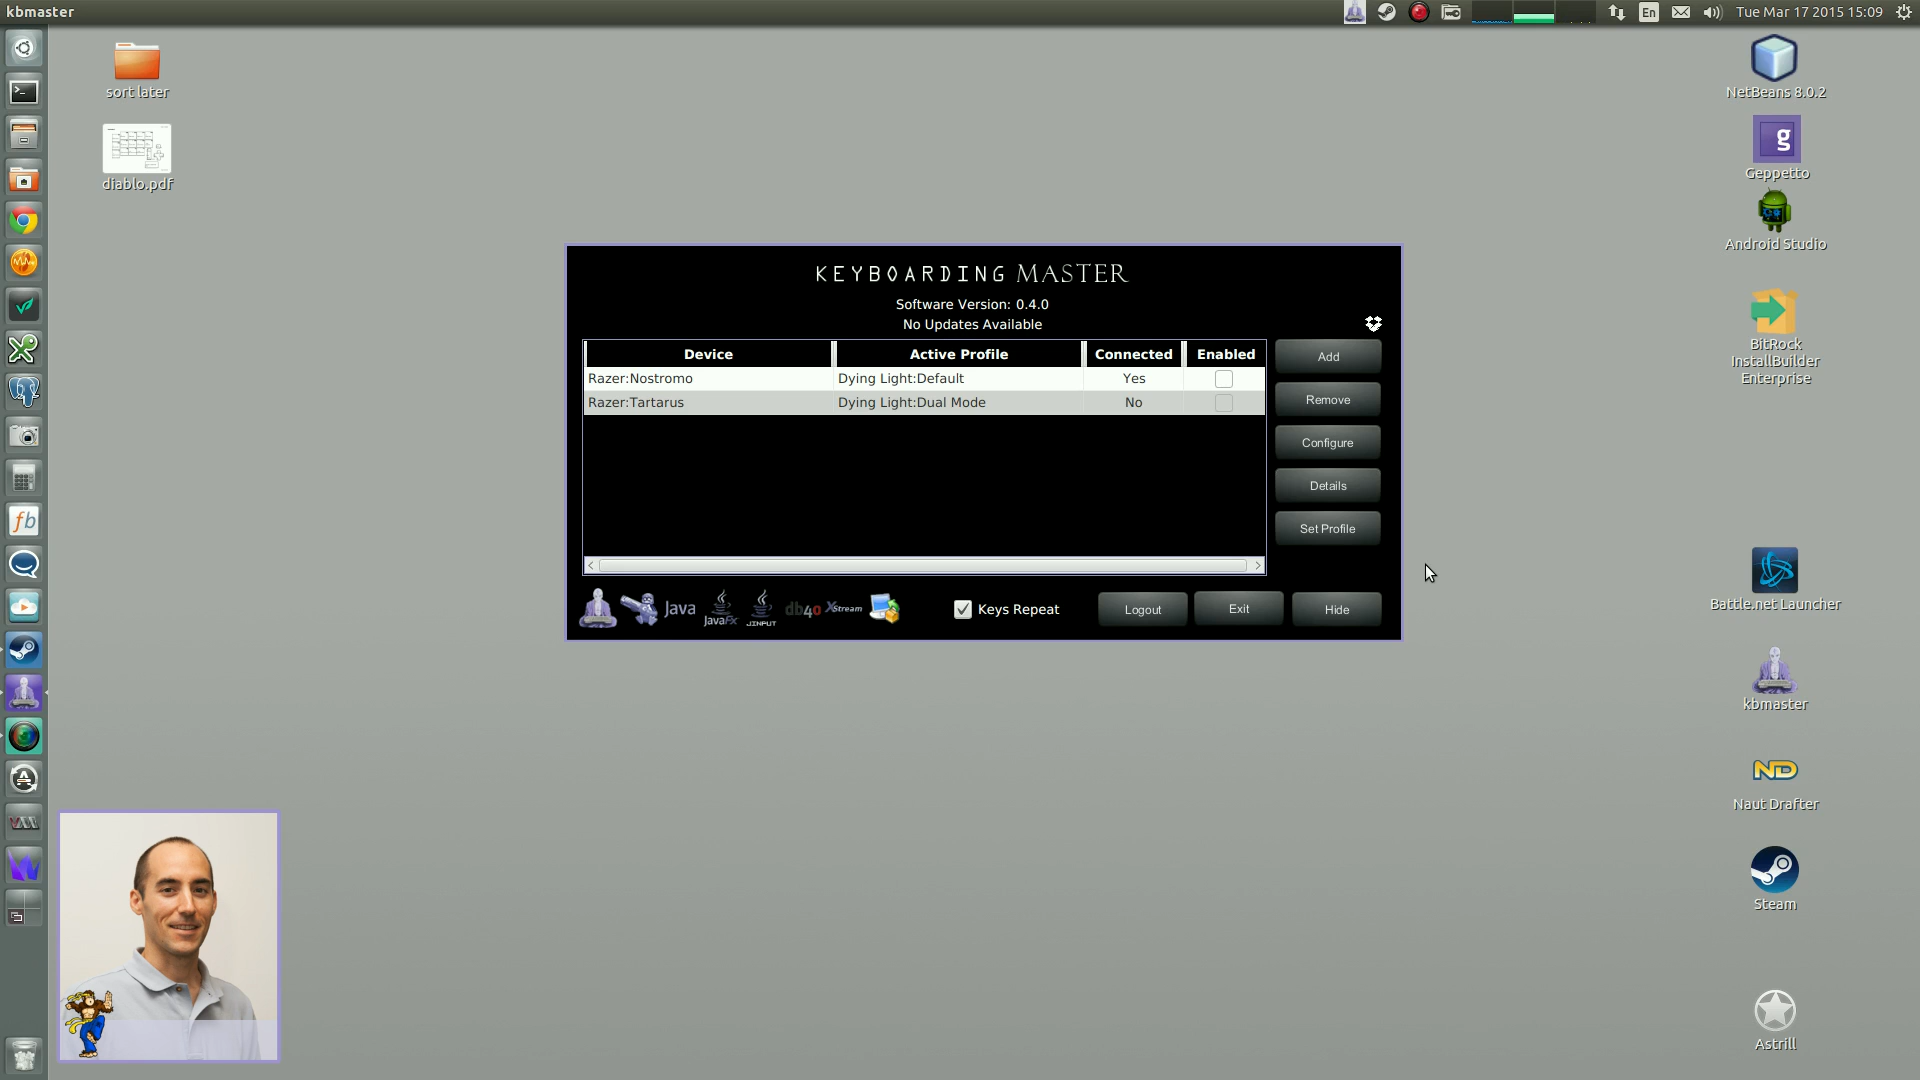 kbmaster
En
Tue Mar 17 2015 15:09
sort later
diablo.pdf
NetBeans 8.0.2
g
Geppetto
Android Studio
BitRock
InstallBuilder
Enterprise
Battle.net Launcher
kbmaster
ND
Naut Drafter
Steam
Astrill
KEYBOARDING MASTER
Software Version: 0.4.0
No Updates Available
Device Active Profile Connected Enabled
Razer:Nostromo Dying Light:Default Yes
Razer:Tartarus Dying Light:Dual Mode No
Add
Remove
Configure
Details
Set Profile
Java
JavaFX
JINPUT
db4o
XStream
Keys Repeat
Logout
Exit
Hide
fb